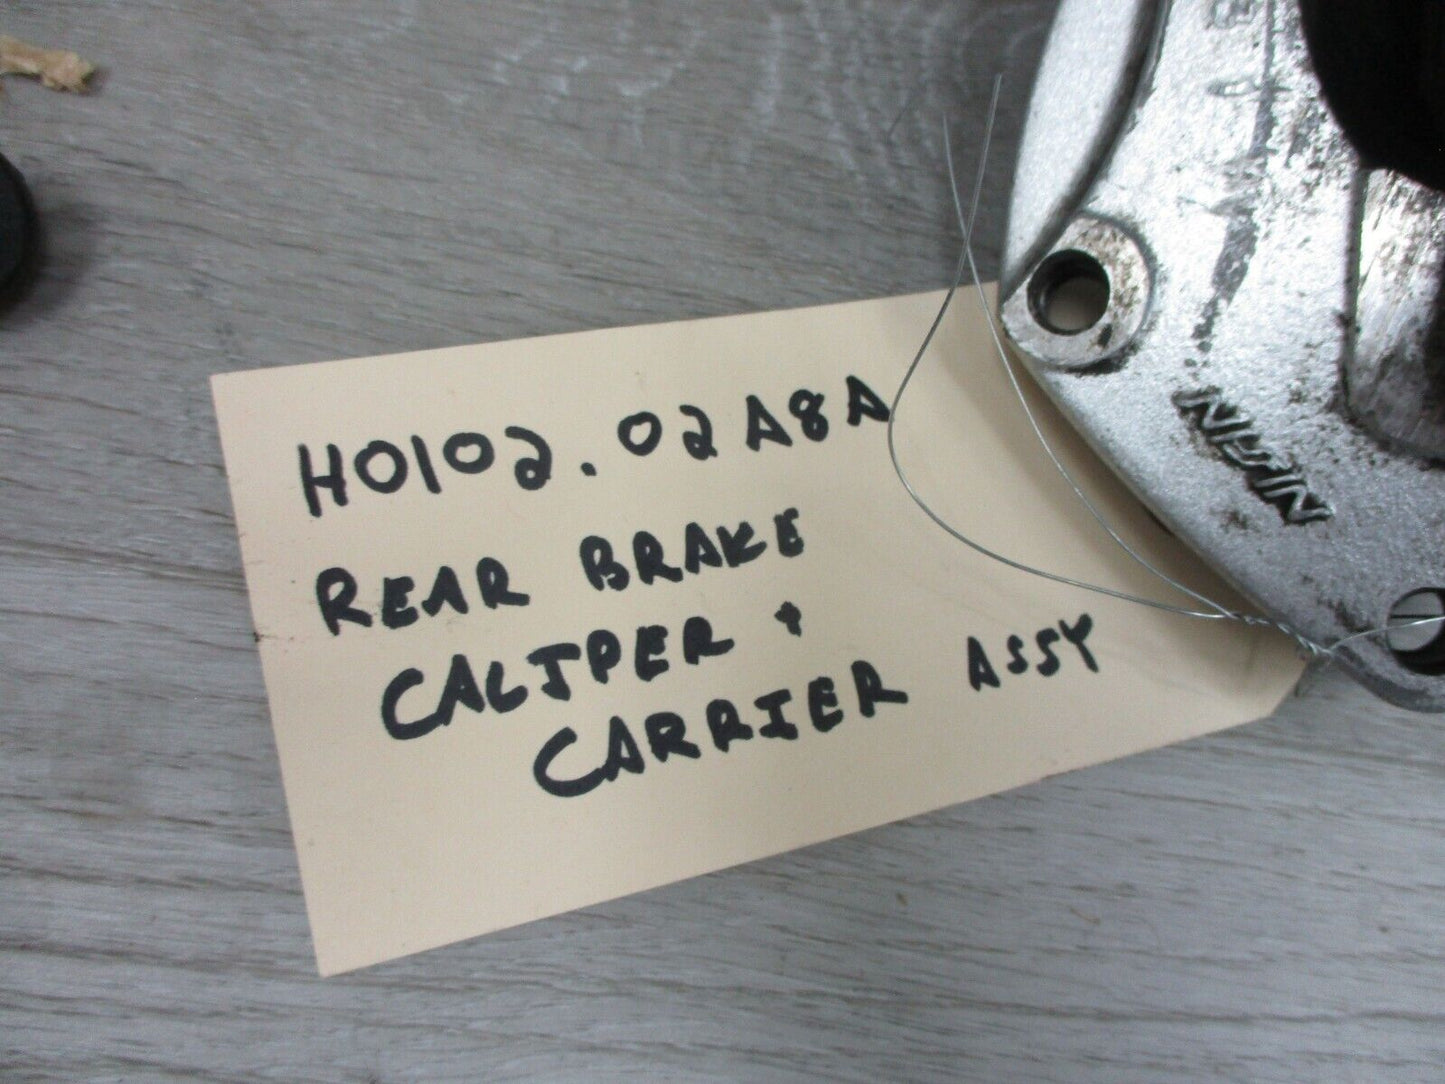 H0102.02A8A
REAR BRAKE
CALIPER +
CARRIER ASSY
NISSIN